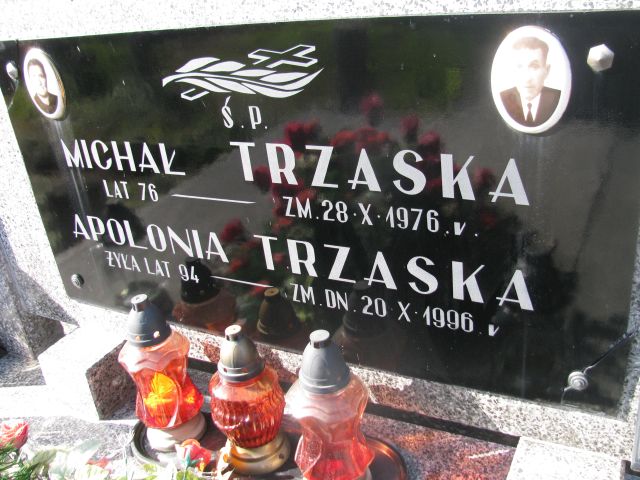 Ś.P.
MICHAŁ TRZASKA
LAT 76 — ZM. 28·X·1976.r.
APOLONIA TRZASKA
ŻYŁA LAT 94 — ZM. DN. 20 X·1996.r